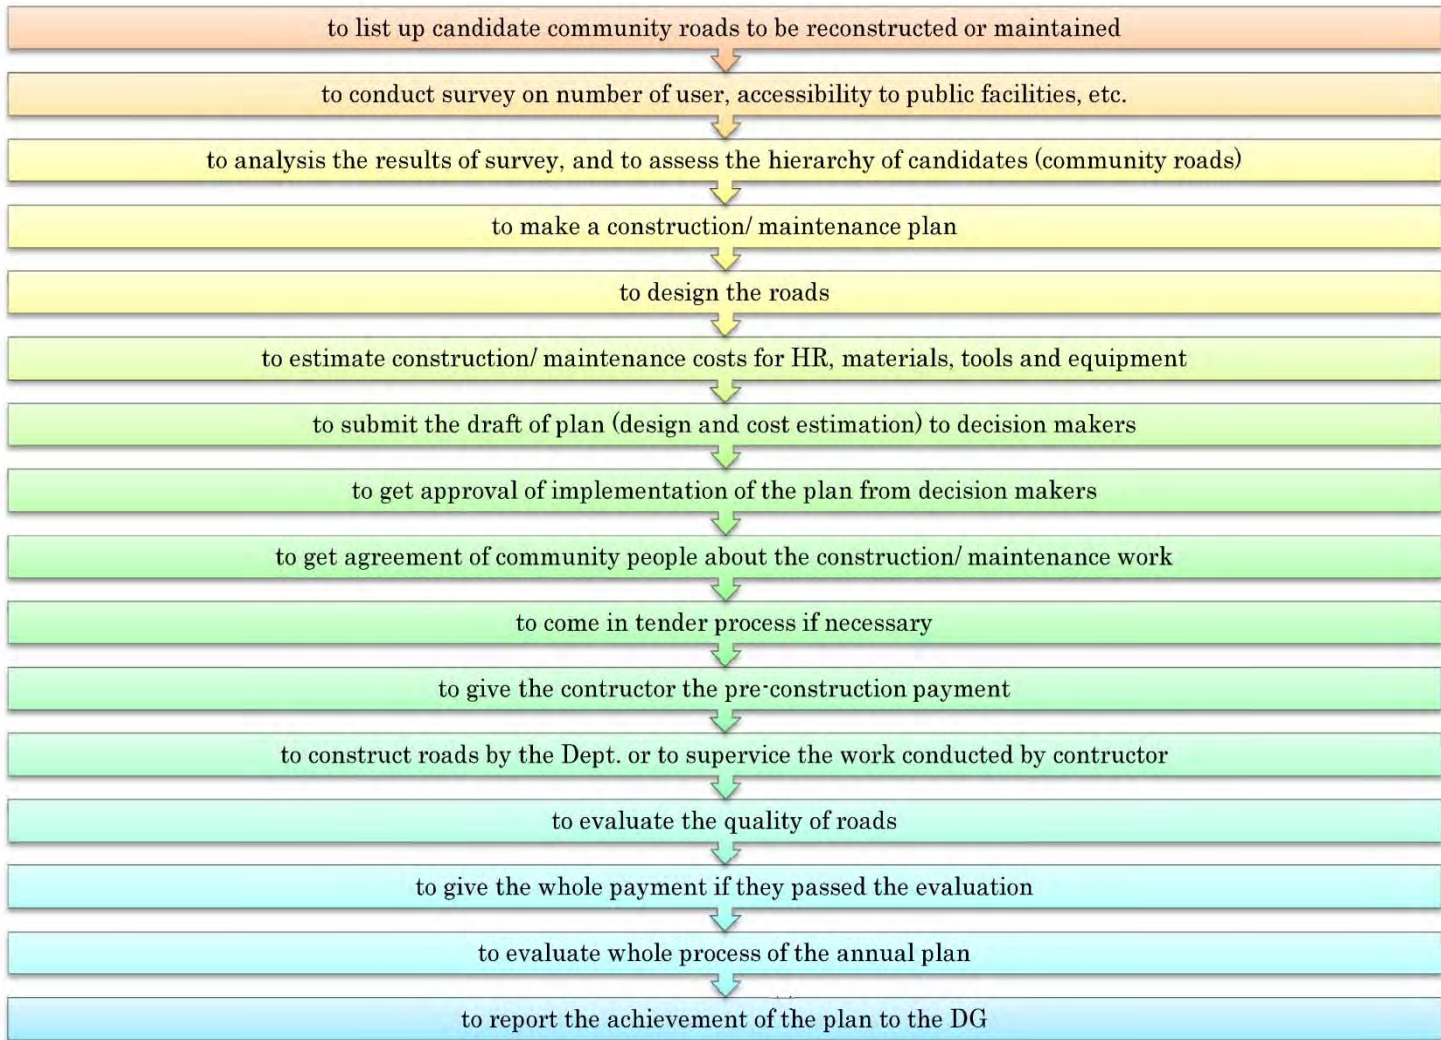 to list up candidate community roads to be reconstructed or maintained
to conduct survey on number of user, accessibility to public facilities, etc.
to analysis the results of survey, and to assess the hierarchy of candidates (community roads)
to make a construction/ maintenance plan
to design the roads
to estimate construction/ maintenance costs for HR, materials, tools and equipment
to submit the draft of plan (design and cost estimation) to decision makers
to get approval of implementation of the plan from decision makers
to get agreement of community people about the construction/ maintenance work
to come in tender process if necessary
to give the contructor the pre-construction payment
to construct roads by the Dept. or to supervice the work conducted by contructor
to evaluate the quality of roads
to give the whole payment if they passed the evaluation
to evaluate whole process of the annual plan
to report the achievement of the plan to the DG